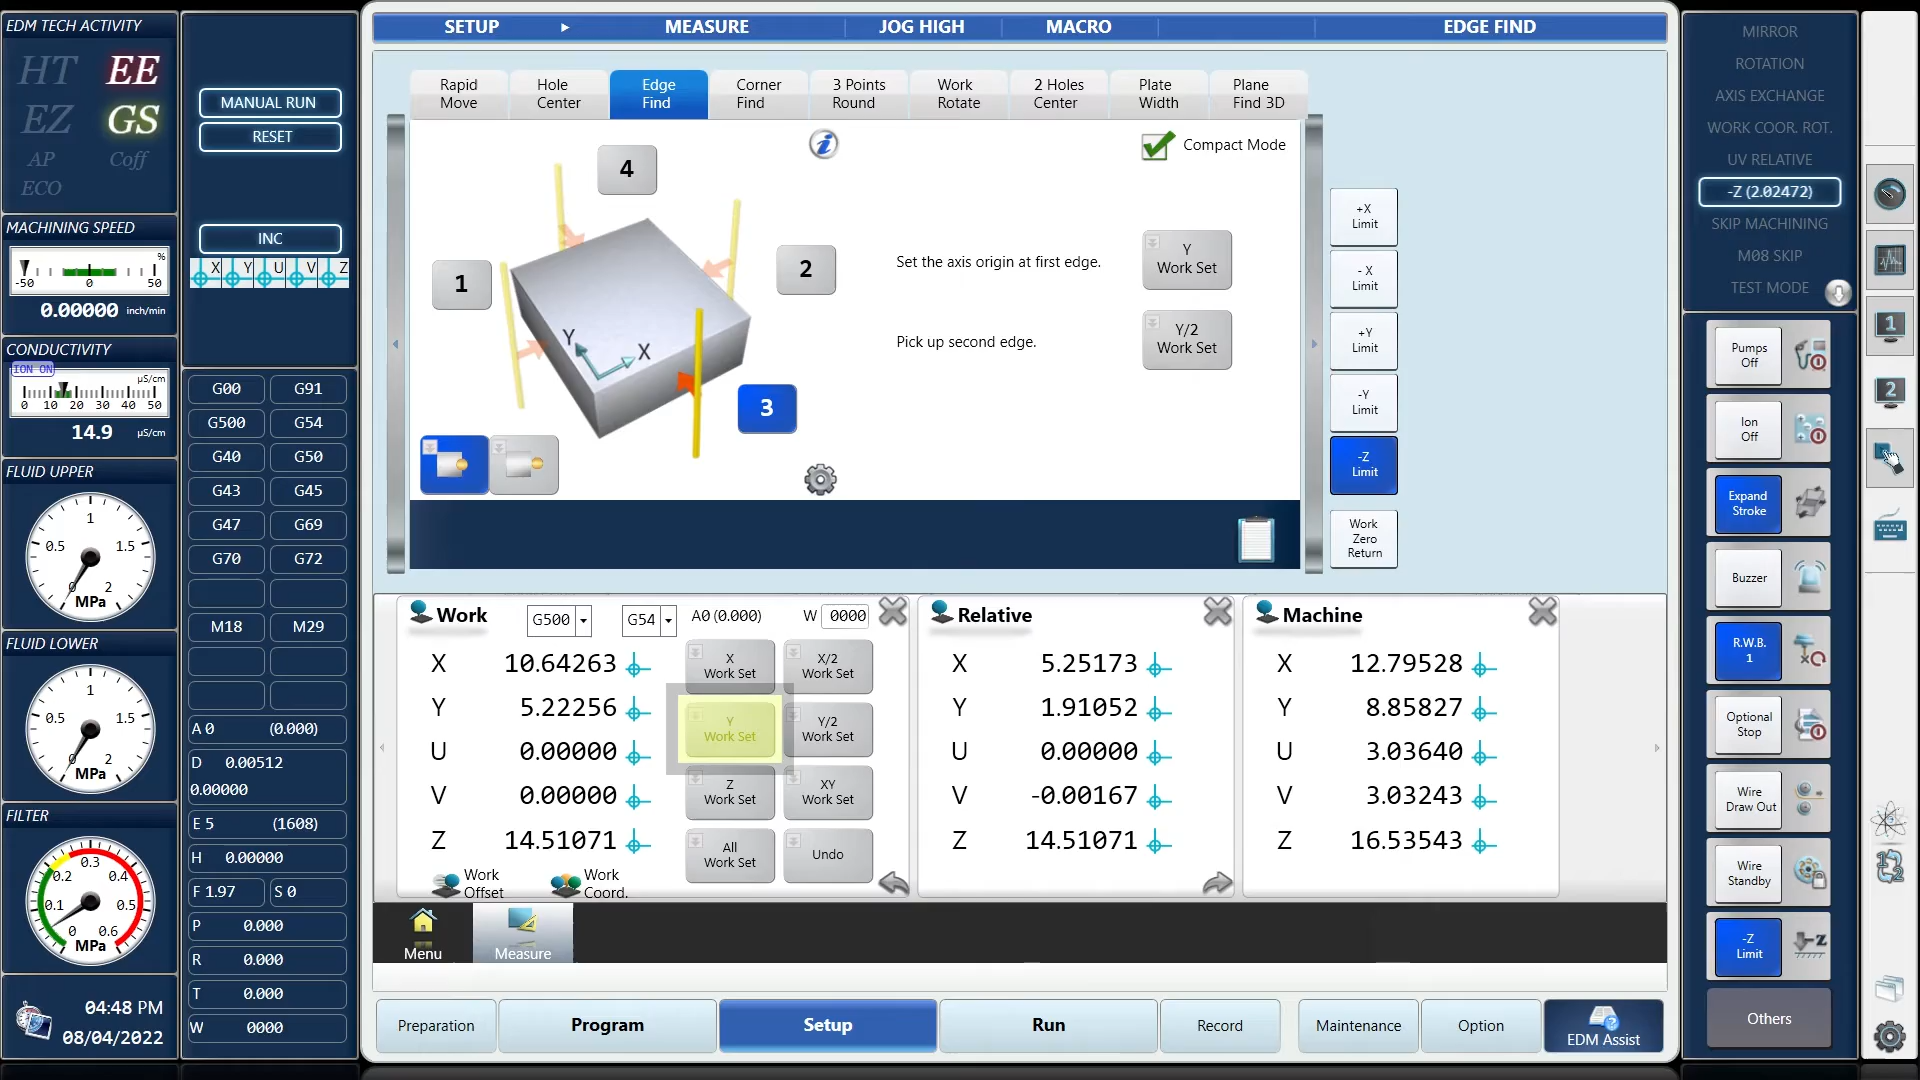 EDM TECH ACTIVITY
HT EE
EZ GS
AP Coff
ECO
MACHINING SPEED
%
-50 0 50
0.00000 inch/min
CONDUCTIVITY
ION ON
µS/cm
0 10 20 30 40 50
14.9 µS/cm
FLUID UPPER
0 0.5 1 1.5 2
MPa
FLUID LOWER
0 0.5 1 1.5 2
MPa
FILTER
0 0.1 0.2 0.3 0.4 0.5 0.6
MPa
04:48 PM
08/04/2022
MANUAL RUN
RESET
INC
X Y U V Z
G00 G91
G500 G54
G40 G50
G43 G45
G47 G69
G70 G72
M18 M29
A 0 (0.000)
D 0.00512
0.00000
E 5 (1608)
H 0.00000
F 1.97 S 0
P 0.000
R 0.000
T 0.000
W 0000
SETUP ▸ MEASURE JOG HIGH MACRO EDGE FIND
Rapid Move
Hole Center
Edge Find
Corner Find
3 Points Round
Work Rotate
2 Holes Center
Plate Width
Plane Find 3D
i
Compact Mode
4
1
2
3
Y X
Set the axis origin at first edge.
Y Work Set
Pick up second edge.
Y/2 Work Set
+X Limit
- X Limit
+Y Limit
-Y Limit
-Z Limit
Work Zero Return
Work G500 G54 A0 (0.000) W 0000
X 10.64263
Y 5.22256
U 0.00000
V 0.00000
Z 14.51071
X Work Set
X/2 Work Set
Y Work Set
Y/2 Work Set
Z Work Set
XY Work Set
All Work Set
Undo
Work Offset
Work Coord.
Relative
X 5.25173
Y 1.91052
U 0.00000
V -0.00167
Z 14.51071
Machine
X 12.79528
Y 8.85827
U 3.03640
V 3.03243
Z 16.53543
Menu
Measure
Preparation
Program
Setup
Run
Record
Maintenance
Option
EDM Assist
MIRROR
ROTATION
AXIS EXCHANGE
WORK COOR. ROT.
UV RELATIVE
-Z (2.02472)
SKIP MACHINING
M08 SKIP
TEST MODE
Pumps Off
Ion Off
Expand Stroke
Buzzer
R.W.B. 1
Optional Stop
Wire Draw Out
Wire Standby
-Z Limit
-Z
Others
1
2
1 2